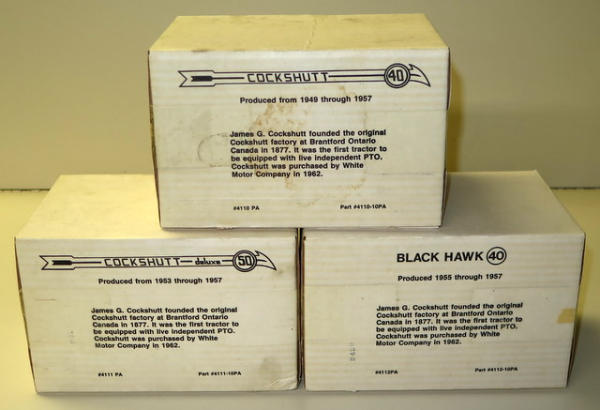 COCKSHUTT 40
Produced from 1949 through 1957
James G. Cockshutt founded the original
Cockshutt factory at Brantford Ontario
Canada in 1877. It was the first tractor to
be equipped with live independent PTO.
Cockshutt was purchased by White
Motor Company in 1962.
#4110 PA Part #4110-10PA
COCKSHUTT deluxe 50
Produced from 1953 through 1957
James G. Cockshutt founded the original
Cockshutt factory at Brantford Ontario
Canada in 1877. It was the first tractor to
be equipped with live independent PTO.
Cockshutt was purchased by White
Motor Company in 1962.
#4111 PA Part #4111-10PA
BLACK HAWK 40
Produced 1955 through 1957
James G. Cockshutt founded the original
Cockshutt factory at Brantford Ontario
Canada in 1877. It was the first tractor to
be equipped with live independent PTO.
Cockshutt was purchased by White
Motor Company in 1962.
#4112PA Part #4112-10PA